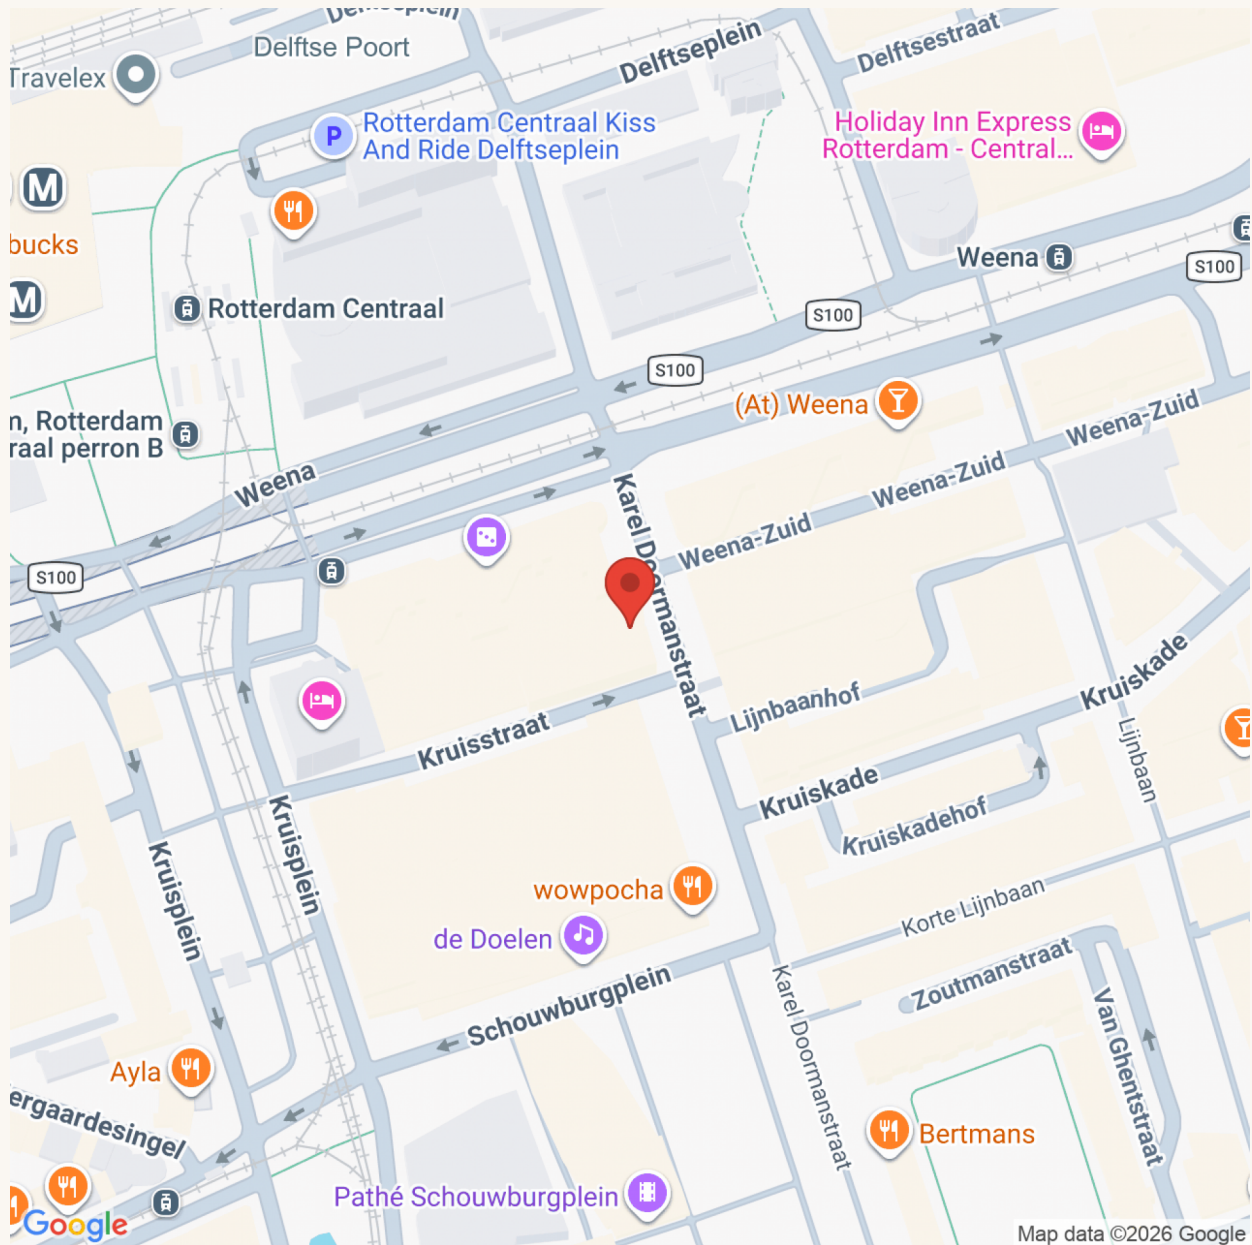 Delftseplein
Delftse Poort
Travelex
Delftseplein
Delftsestraat
P
Rotterdam Centraal Kiss
And Ride Delftseplein
Holiday Inn Express
Rotterdam - Central...
M
bucks
Weena
S100
M
Rotterdam Centraal
S100
S100
(At) Weena
Weena-Zuid
m, Rotterdam
raal perron B
Weena
Weena-Zuid
Karel Doormanstraat
Weena-Zuid
S100
Kruiskade
Lijnbaanhof
Kruisstraat
Lijnbaan
Kruiskade
Kruiskadehof
Kruisplein
Kruisplein
wowpocha
Korte Lijnbaan
de Doelen
Zoutmanstraat
Schouwburgplein
Karel Doormanstraat
Van Ghentstraat
Ayla
ergaardesingel
Bertmans
Pathé Schouwburgplein
Google
Map data ©2026 Google